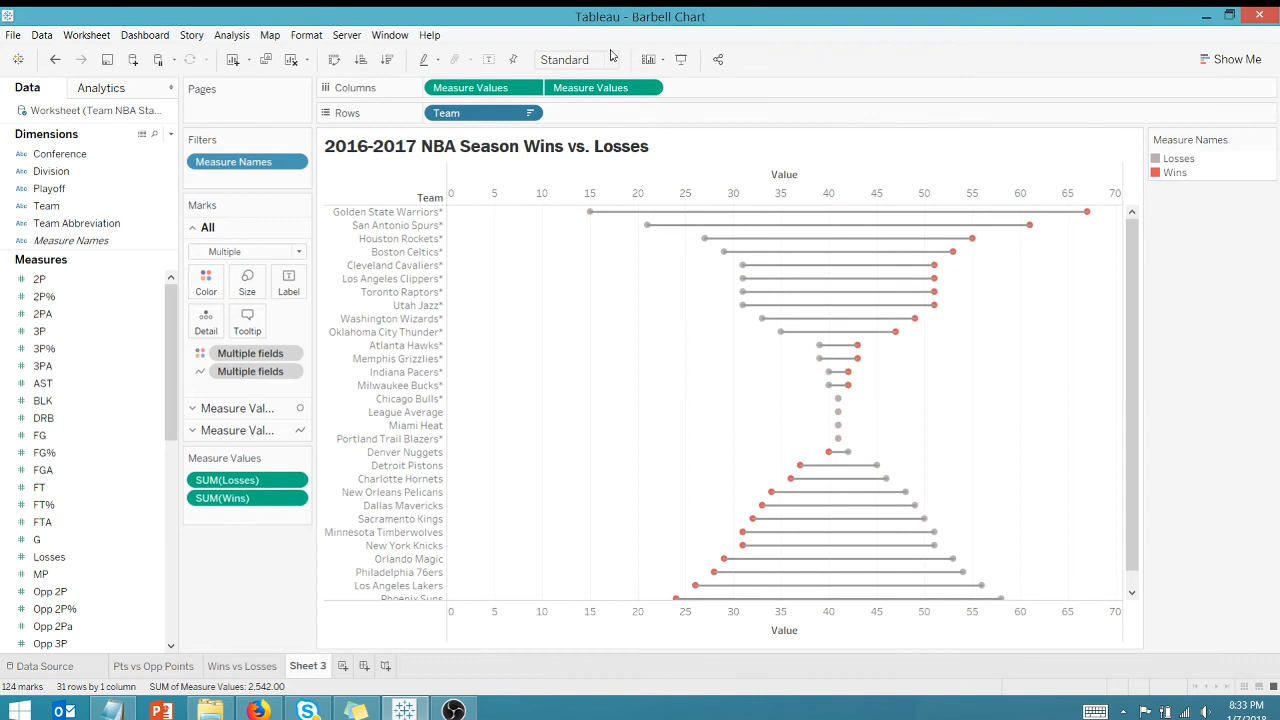 Tableau - Barbell Chart
File Data Worksheet Dashboard Story Analysis Map Format Server Window Help
Standard
Show Me
Data Analytics
Worksheet (Team NBA Sta...
Dimensions
Conference
Division
Playoff
Team
Team Abbreviation
Measure Names
Measures
2P
2P%
2PA
3P
3P%
3PA
AST
BLK
DRB
FG
FG%
FGA
FT
FT%
FTA
G
Losses
MP
Opp 2P
Opp 2P%
Opp 2Pa
Opp 3P
Pages
Filters
Measure Names
Marks
All
Multiple
Color Size Label
Detail Tooltip
Multiple fields
Multiple fields
Measure Val...
Measure Val...
Measure Values
SUM(Losses)
SUM(Wins)
Columns Measure Values Measure Values
Rows Team
2016-2017 NBA Season Wins vs. Losses
Value
Team 0 5 10 15 20 25 30 35 40 45 50 55 60 65 70
Golden State Warriors*
San Antonio Spurs*
Houston Rockets*
Boston Celtics*
Cleveland Cavaliers*
Los Angeles Clippers*
Toronto Raptors*
Utah Jazz*
Washington Wizards*
Oklahoma City Thunder*
Atlanta Hawks*
Memphis Grizzlies*
Indiana Pacers*
Milwaukee Bucks*
Chicago Bulls*
League Average
Miami Heat
Portland Trail Blazers*
Denver Nuggets
Detroit Pistons
Charlotte Hornets
New Orleans Pelicans
Dallas Mavericks
Sacramento Kings
Minnesota Timberwolves
New York Knicks
Orlando Magic
Philadelphia 76ers
Los Angeles Lakers
Phoenix Suns
0 5 10 15 20 25 30 35 40 45 50 55 60 65 70
Value
Measure Names
Losses
Wins
Data Source Pts vs Opp Points Wins vs Losses Sheet 3
124 marks 31 rows by 1 column SUM of Measure Values: 2,542.00
8:33 PM
1/7/2018